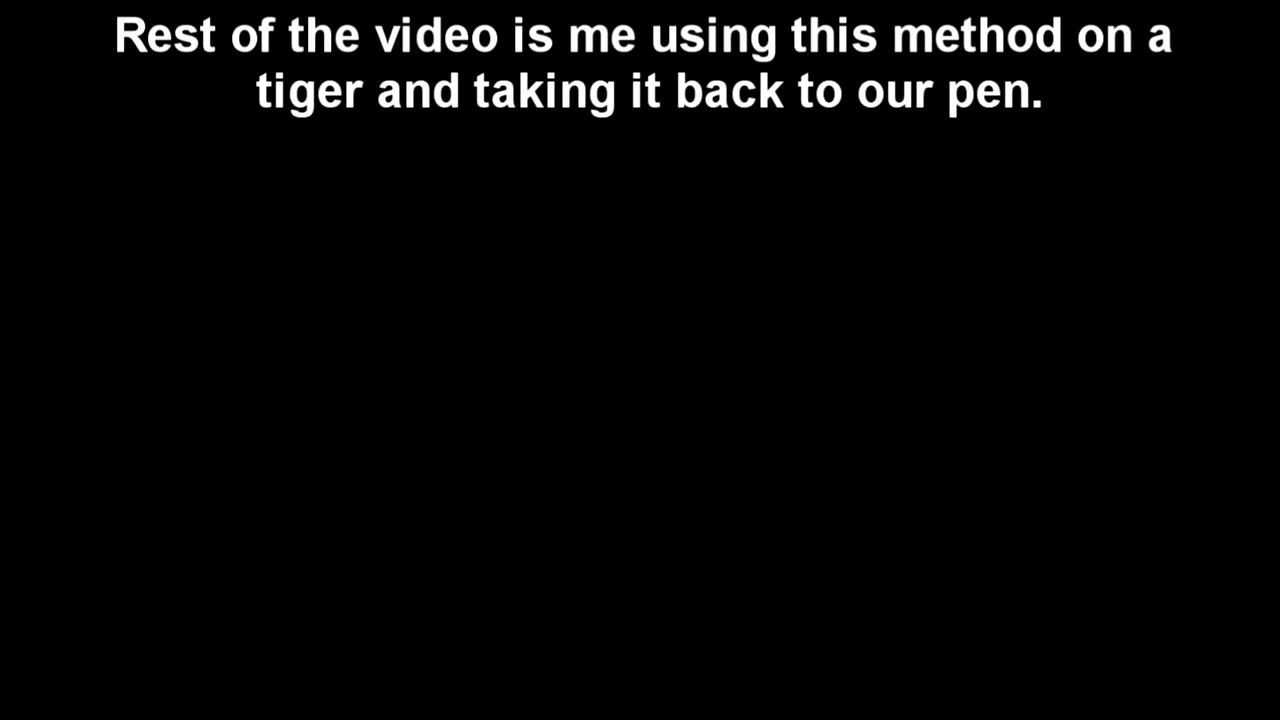 Rest of the video is me using this method on a
tiger and taking it back to our pen.